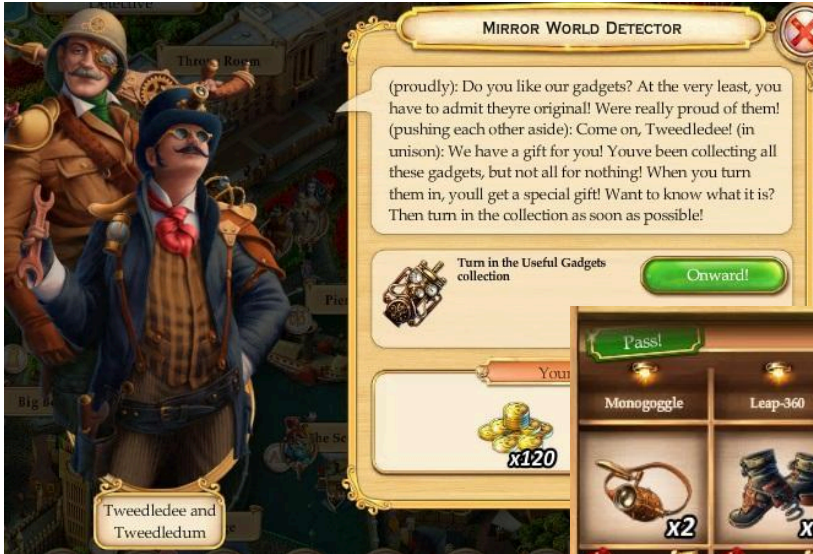 Detective
Throne Room
MIRROR WORLD DETECTOR
(proudly): Do you like our gadgets? At the very least, you
have to admit theyre original! Were really proud of them!
(pushing each other aside): Come on, Tweedledee! (in
unison): We have a gift for you! Youve been collecting all
these gadgets, but not all for nothing! When you turn
them in, youll get a special gift! Want to know what it is?
Then turn in the collection as soon as possible!
Turn in the Useful Gadgets
collection
Onward!
Your
x120
Pass!
Monogoggle
Leap-360
x2
x
Tweedledee and
Tweedledum